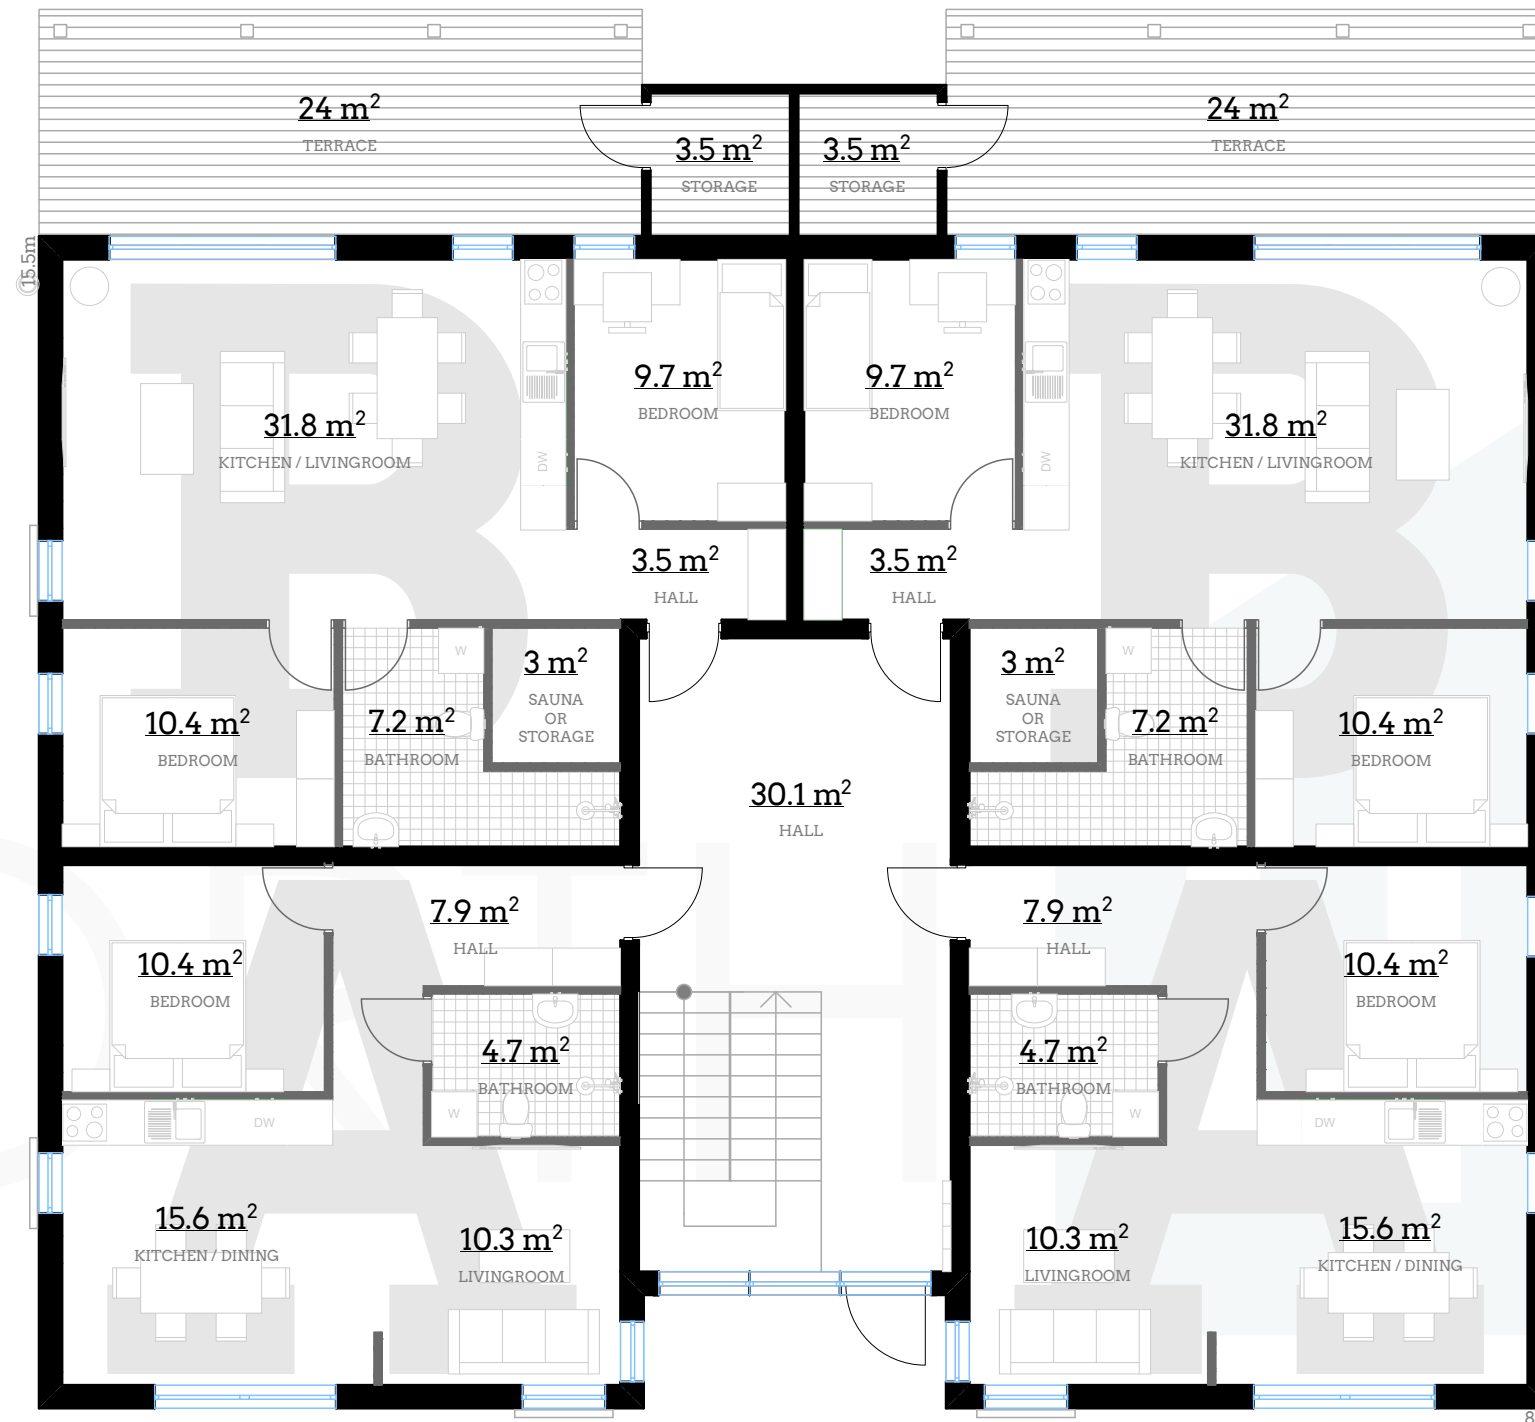 24 m²
TERRACE
24 m²
TERRACE
3.5 m²
STORAGE
3.5 m²
STORAGE
15.5m
9.7 m²
BEDROOM
9.7 m²
BEDROOM
31.8 m²
KITCHEN / LIVINGROOM
31.8 m²
KITCHEN / LIVINGROOM
DW
DW
B
B
3.5 m²
HALL
3.5 m²
HALL
W
W
3 m²
SAUNA
OR
STORAGE
3 m²
SAUNA
OR
STORAGE
10.4 m²
BEDROOM
7.2 m²
BATHROOM
7.2 m²
BATHROOM
10.4 m²
BEDROOM
30.1 m²
HALL
7.9 m²
HALL
7.9 m²
HALL
10.4 m²
BEDROOM
10.4 m²
BEDROOM
4.7 m²
BATHROOM
4.7 m²
BATHROOM
W
W
DW
DW
A
A
15.6 m²
KITCHEN / DINING
10.3 m²
LIVINGROOM
10.3 m²
LIVINGROOM
15.6 m²
KITCHEN / DINING